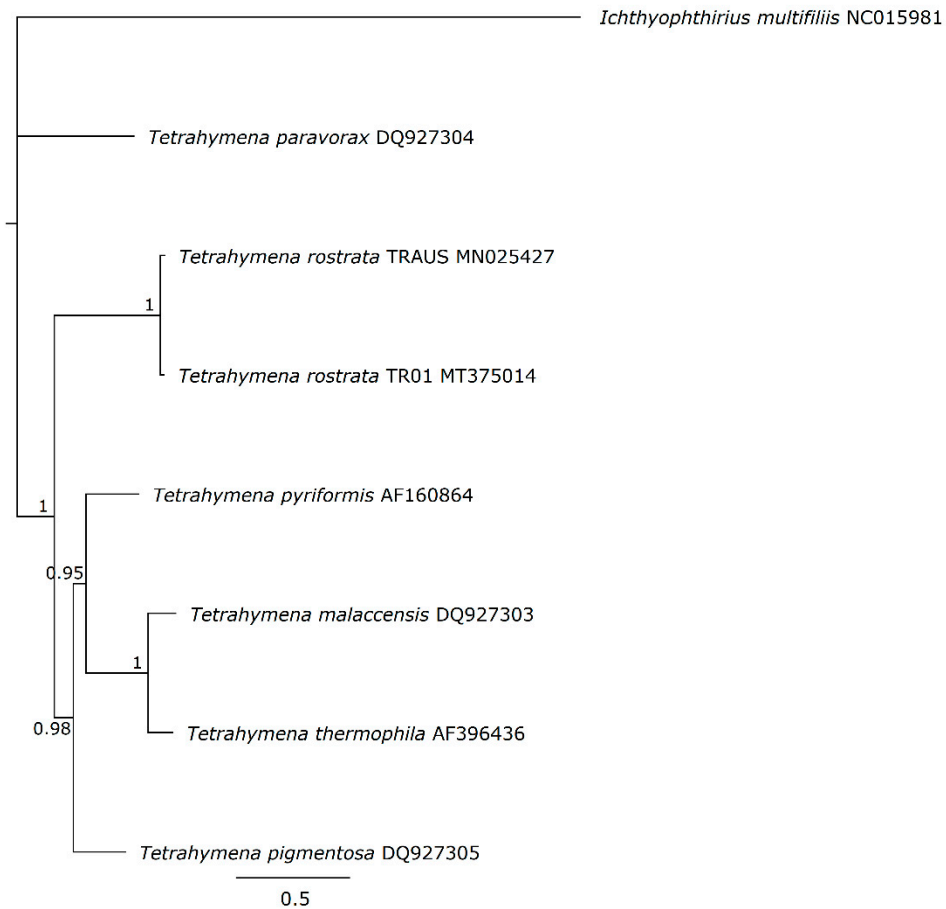 Ichthyophthirius multifiliis NC015981
Tetrahymena paravorax DQ927304
Tetrahymena rostrata TRAUS MN025427
1
Tetrahymena rostrata TR01 MT375014
Tetrahymena pyriformis AF160864
1
0.95
Tetrahymena malaccensis DQ927303
1
0.98
Tetrahymena thermophila AF396436
Tetrahymena pigmentosa DQ927305
0.5